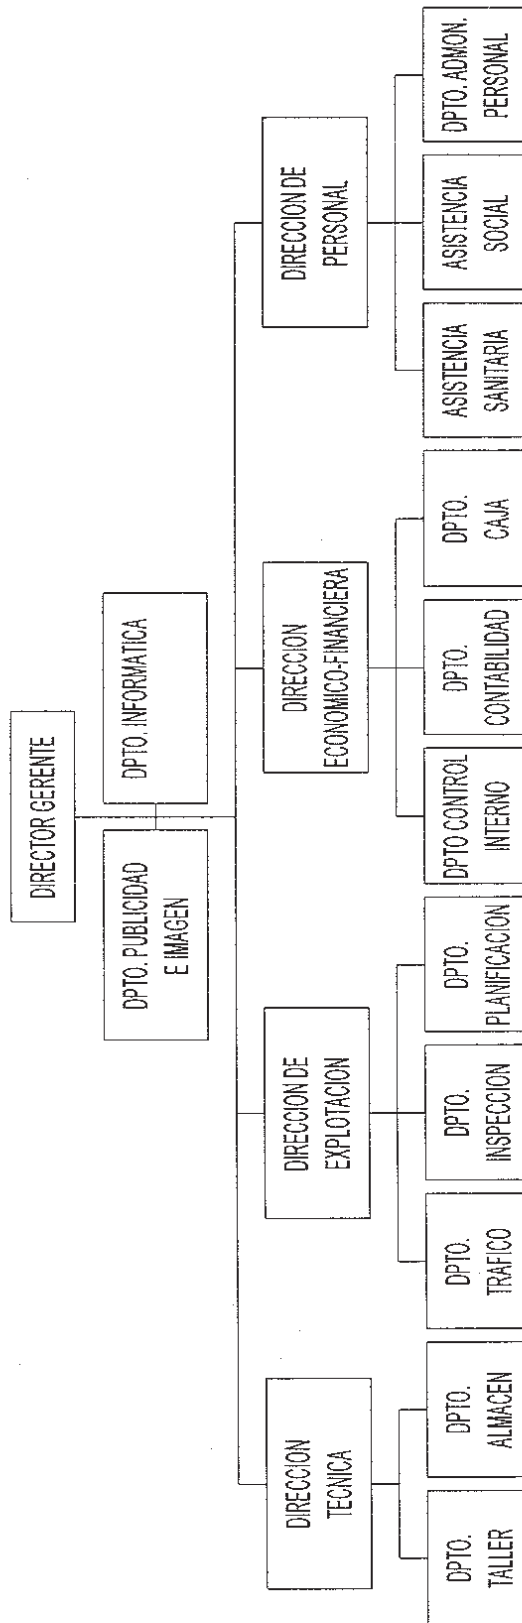 DIRECTOR GERENTE
DPTO. PUBLICIDAD
E IMAGEN
DPTO. INFORMATICA
DIRECCION
TECNICA
DIRECCION DE
EXPLOTACION
DIRECCION
ECONOMICO-FINANCIERA
DIRECCION DE
PERSONAL
DPTO.
TALLER
DPTO.
ALMACEN
DPTO.
TRAFICO
DPTO.
INSPECCION
DPTO.
PLANIFICACION
DPTO CONTROL
INTERNO
DPTO.
CONTABILIDAD
DPTO.
CAJA
ASISTENCIA
SANITARIA
ASISTENCIA
SOCIAL
DPTO. ADMON.
PERSONAL